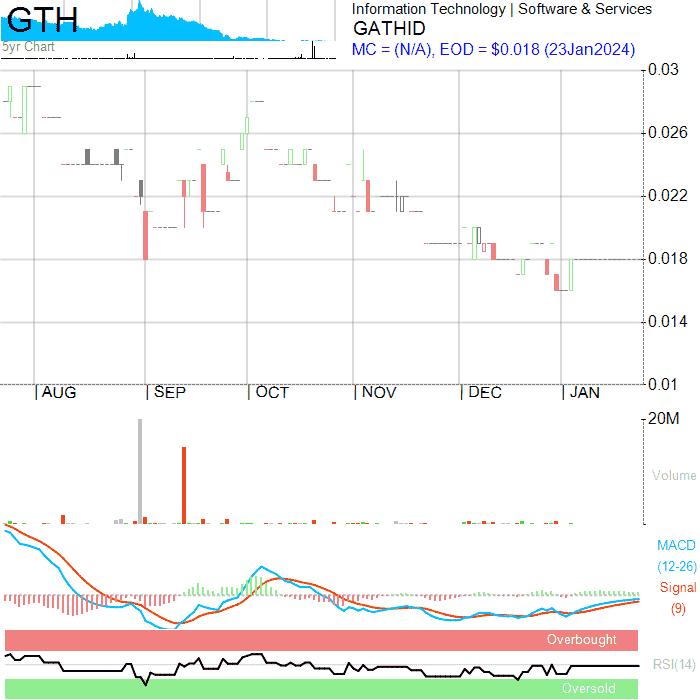 GTH
5yr Chart
Information Technology | Software & Services
GATHID
MC = (N/A), EOD = $0.018 (23Jan2024)
0.03
0.026
0.022
0.018
0.014
0.01
|AUG |SEP |OCT |NOV |DEC |JAN
20M
Volume
MACD
(12-26)
Signal
(9)
Overbought
RSI(14)
Oversold